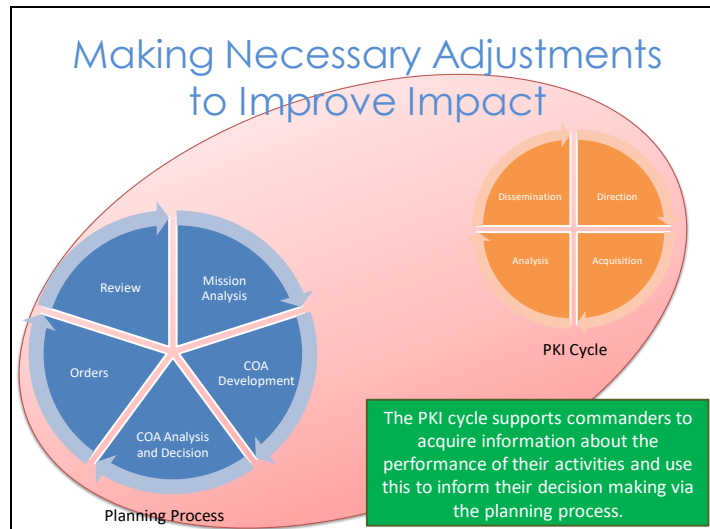 Making Necessary Adjustments
to Improve Impact
Dissemination
Direction
Analysis
Acquisition
PKI Cycle
Review
Mission
Analysis
Orders
COA
Development
COA Analysis
and Decision
Planning Process
The PKI cycle supports commanders to
acquire information about the
performance of their activities and use
this to inform their decision making via
the planning process.